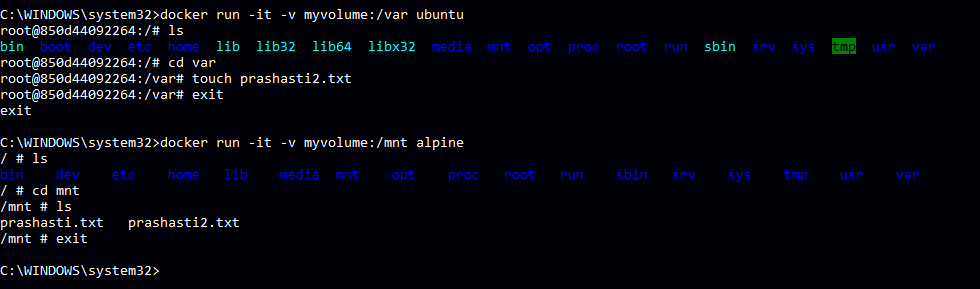 C:\WINDOWS\system32>docker run -it -v myvolume:/var ubuntu
root@850d44092264:/# ls
bin boot dev etc home lib lib32 lib64 libx32 media mnt opt proc root run sbin srv sys tmp usr var
root@850d44092264:/# cd var
root@850d44092264:/var# touch prashasti2.txt
root@850d44092264:/var# exit
exit
C:\WINDOWS\system32>docker run -it -v myvolume:/mnt alpine
/ # ls
bin dev etc home lib media mnt opt proc root run sbin srv sys tmp usr var
/ # cd mnt
/mnt # ls
prashasti.txt prashasti2.txt
/mnt # exit
C:\WINDOWS\system32>